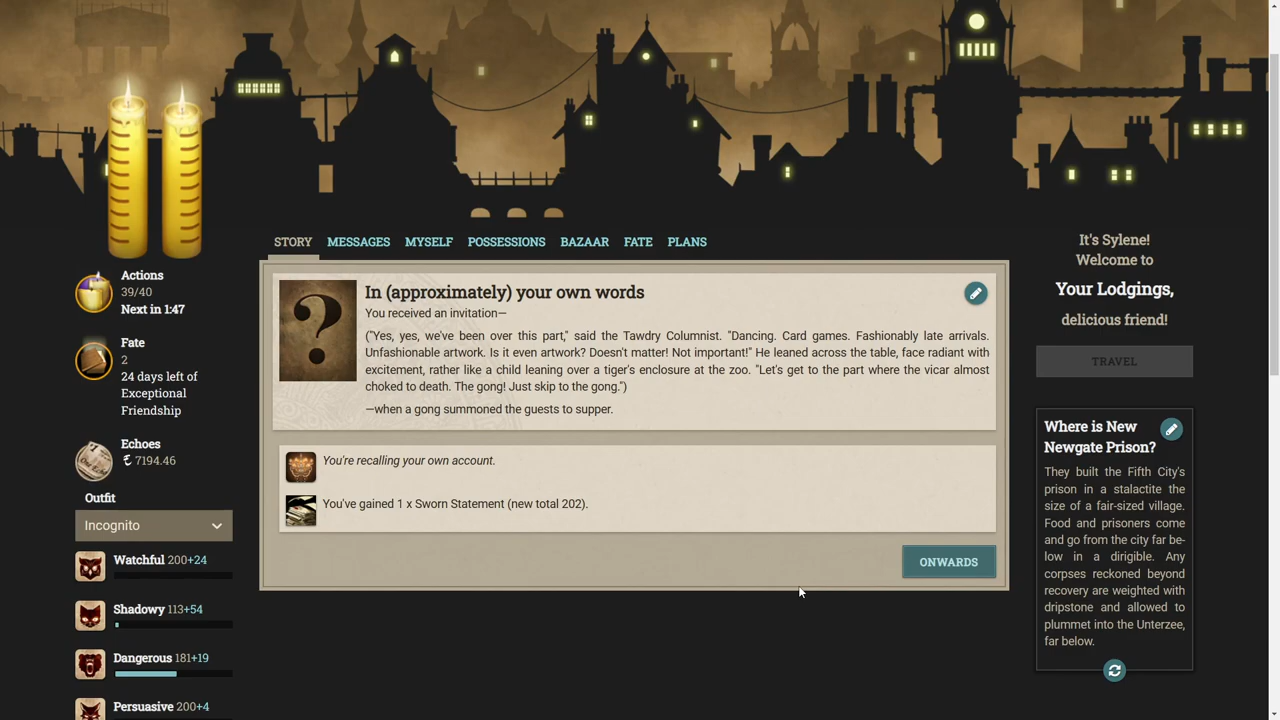 STORY
MESSAGES
MYSELF
POSSESSIONS
BAZAAR
FATE
PLANS
Actions
39/40
Next in 1:47
Fate
2
24 days left of
Exceptional
Friendship
Echoes
7194.46
Outfit
Incognito
Watchful 200+24
Shadowy 113+54
Dangerous 181+19
Persuasive 200+4
In (approximately) your own words
You received an invitation—
("Yes, yes, we've been over this part," said the Tawdry Columnist. "Dancing. Card games. Fashionably late arrivals.
Unfashionable artwork. Is it even artwork? Doesn't matter! Not important!" He leaned across the table, face radiant with
excitement, rather like a child leaning over a tiger's enclosure at the zoo. "Let's get to the part where the vicar almost
choked to death. The gong! Just skip to the gong.")
—when a gong summoned the guests to supper.
You're recalling your own account.
You've gained 1 x Sworn Statement (new total 202).
ONWARDS
It's Sylene!
Welcome to
Your Lodgings,
delicious friend!
TRAVEL
Where is New
Newgate Prison?
They built the Fifth City's
prison in a stalactite the
size of a fair-sized village.
Food and prisoners come
and go from the city far be-
low in a dirigible. Any
corpses reckoned beyond
recovery are weighted with
dripstone and allowed to
plummet into the Unterzee,
far below.